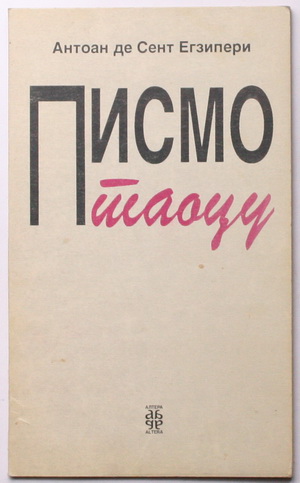 Антоан де Сент Егзипери
ПИСМО
таоцу
ALTERA